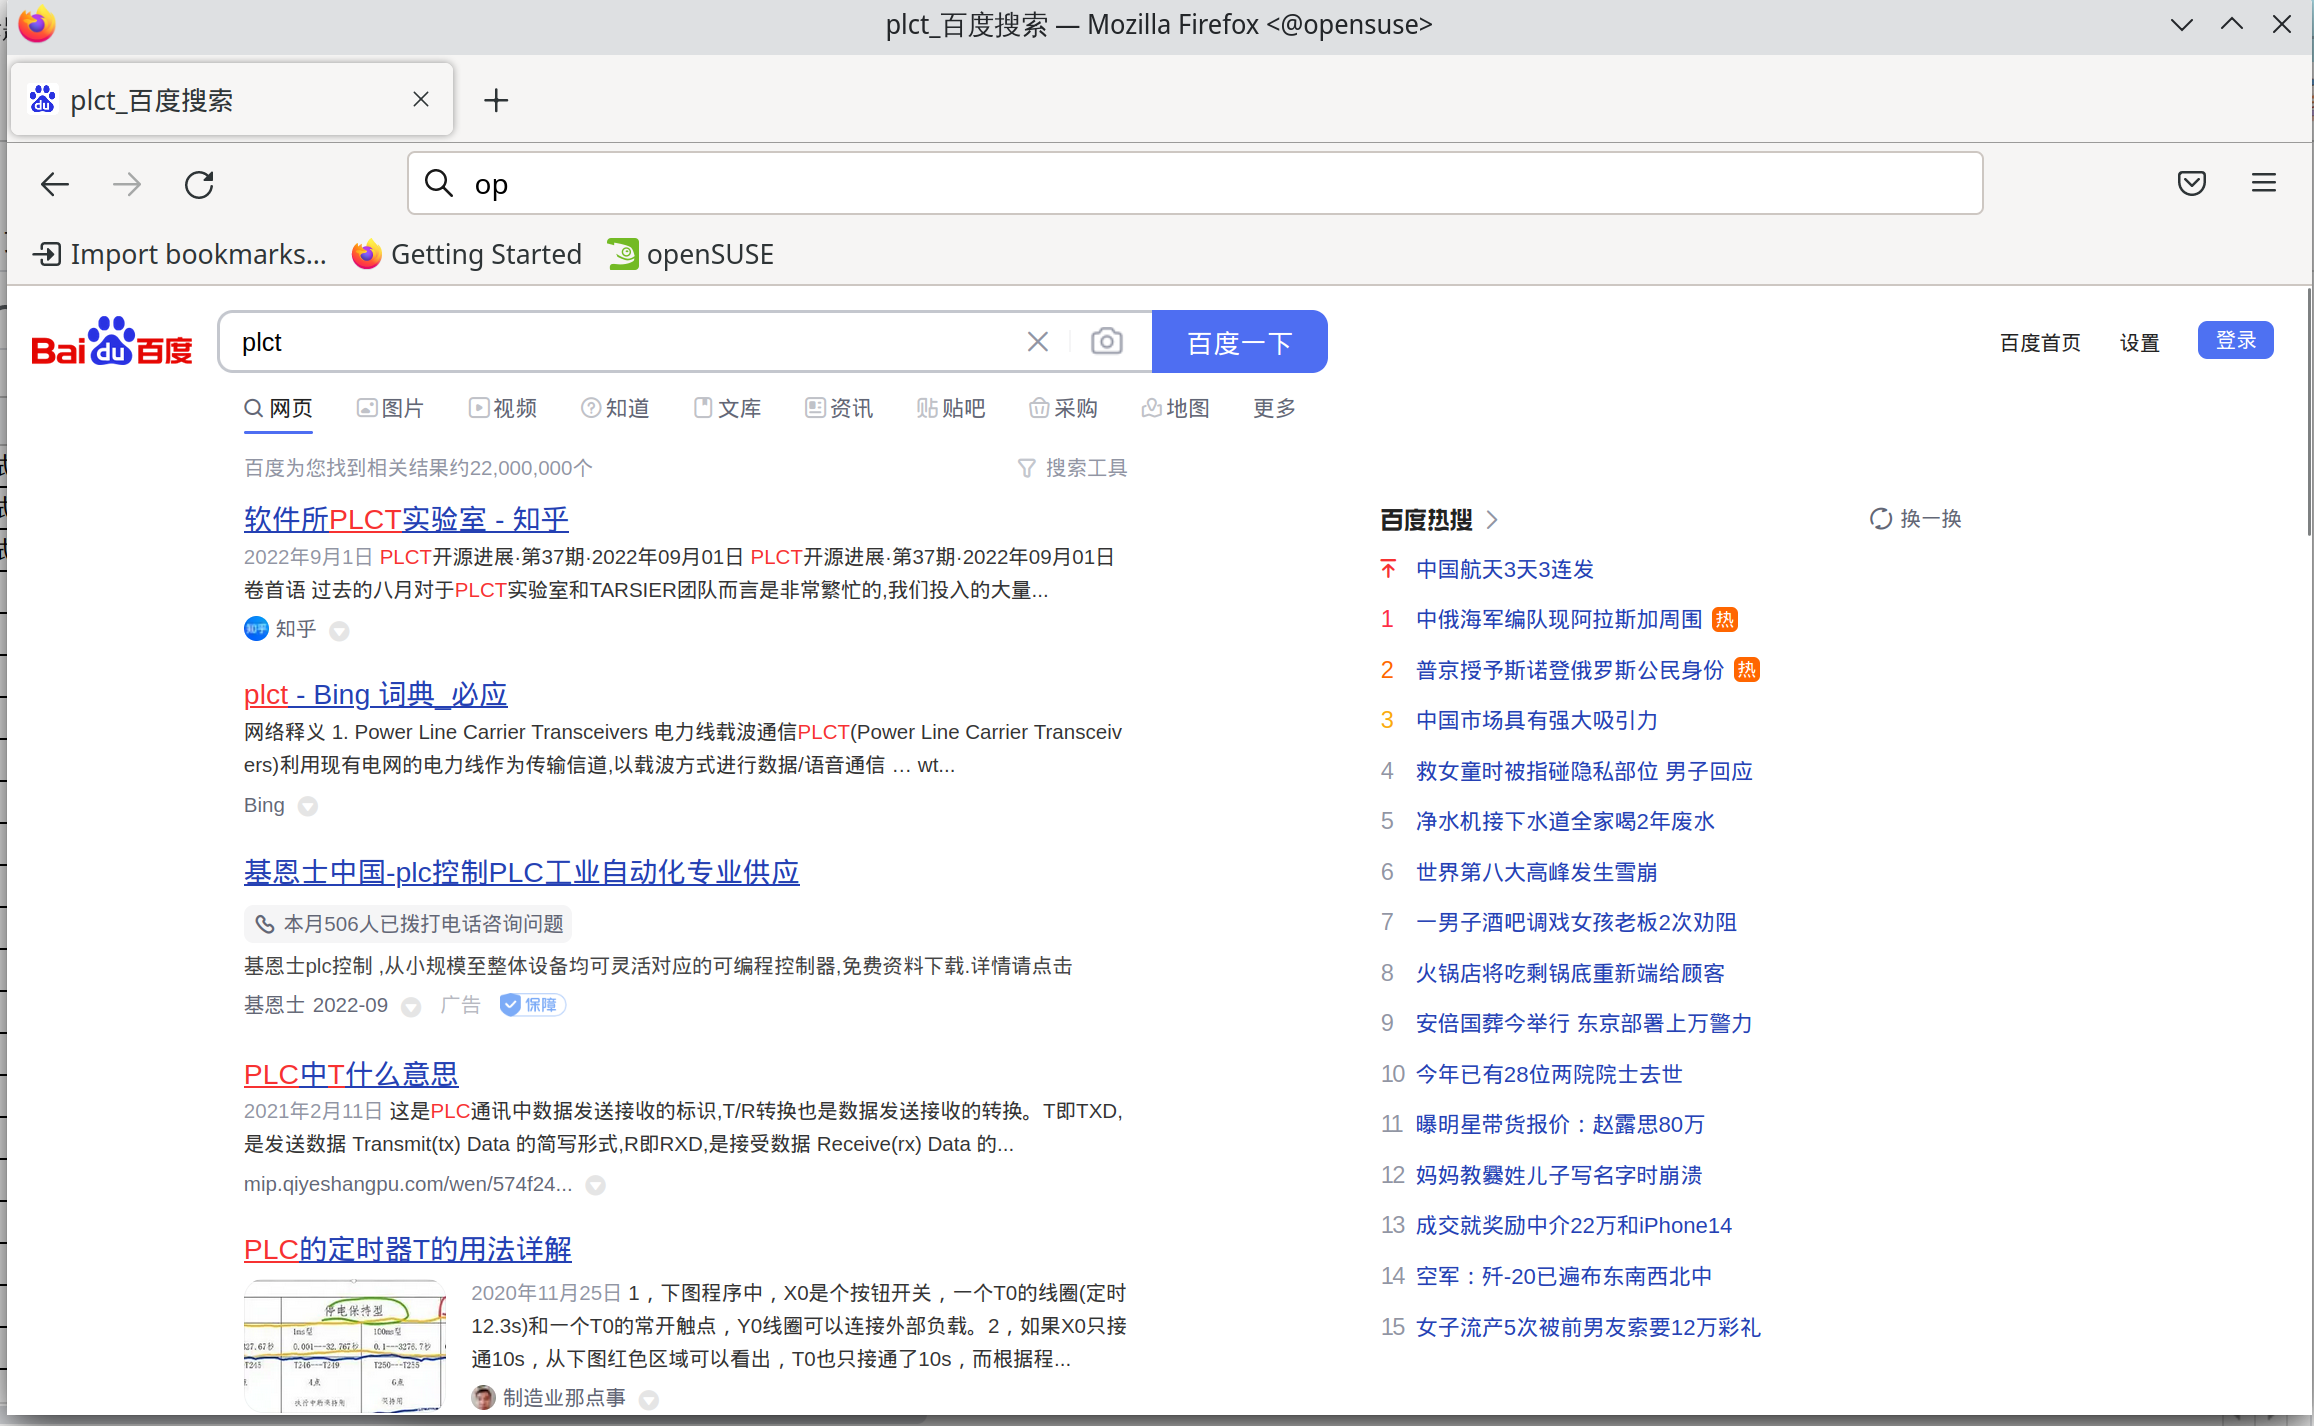 plct_百度搜索 — Mozilla Firefox <@opensuse>
plct_百度搜索
op
Import bookmarks...
Getting Started
openSUSE
Bai du 百度
plct
百度一下
百度首页 设置 登录
网页 图片 视频 知道 文库 资讯 贴吧 采购 地图 更多
百度为您找到相关结果约22,000,000个
搜索工具
软件所PLCT实验室 - 知乎
2022年9月1日 PLCT开源进展·第37期·2022年09月01日 PLCT开源进展·第37期·2022年09月01日
卷首语 过去的八月对于PLCT实验室和TARSIER团队而言是非常繁忙的,我们投入的大量...
知乎 知乎
plct - Bing 词典_必应
网络释义 1. Power Line Carrier Transceivers 电力线载波通信PLCT(Power Line Carrier Transceiv
ers)利用现有电网的电力线作为传输信道,以载波方式进行数据/语音通信 … wt...
Bing
基恩士中国-plc控制PLC工业自动化专业供应
本月506人已拨打电话咨询问题
基恩士plc控制 ,从小规模至整体设备均可灵活对应的可编程控制器,免费资料下载.详情请点击
基恩士 2022-09 广告 保障
PLC中T什么意思
2021年2月11日 这是PLC通讯中数据发送接收的标识,T/R转换也是数据发送接收的转换。T即TXD,
是发送数据 Transmit(tx) Data 的简写形式,R即RXD,是接受数据 Receive(rx) Data 的...
mip.qiyeshangpu.com/wen/574f24...
PLC的定时器T的用法详解
停电保持型
1ms型 100ms型
0.001---32.767秒 0.1---3276.7秒
T246---T249 T250---T255
4点 6点
2020年11月25日 1，下图程序中，X0是个按钮开关，一个T0的线圈(定时
12.3s)和一个T0的常开触点，Y0线圈可以连接外部负载。2，如果X0只接
通10s，从下图红色区域可以看出，T0也只接通了10s，而根据程...
制造业那点事
百度热搜
换一换
中国航天3天3连发
1 中俄海军编队现阿拉斯加周围 热
2 普京授予斯诺登俄罗斯公民身份 热
3 中国市场具有强大吸引力
4 救女童时被指碰隐私部位 男子回应
5 净水机接下水道全家喝2年废水
6 世界第八大高峰发生雪崩
7 一男子酒吧调戏女孩老板2次劝阻
8 火锅店将吃剩锅底重新端给顾客
9 安倍国葬今举行 东京部署上万警力
10 今年已有28位两院院士去世
11 曝明星带货报价：赵露思80万
12 妈妈教爨姓儿子写名字时崩溃
13 成交就奖励中介22万和iPhone14
14 空军：歼-20已遍布东南西北中
15 女子流产5次被前男友索要12万彩礼